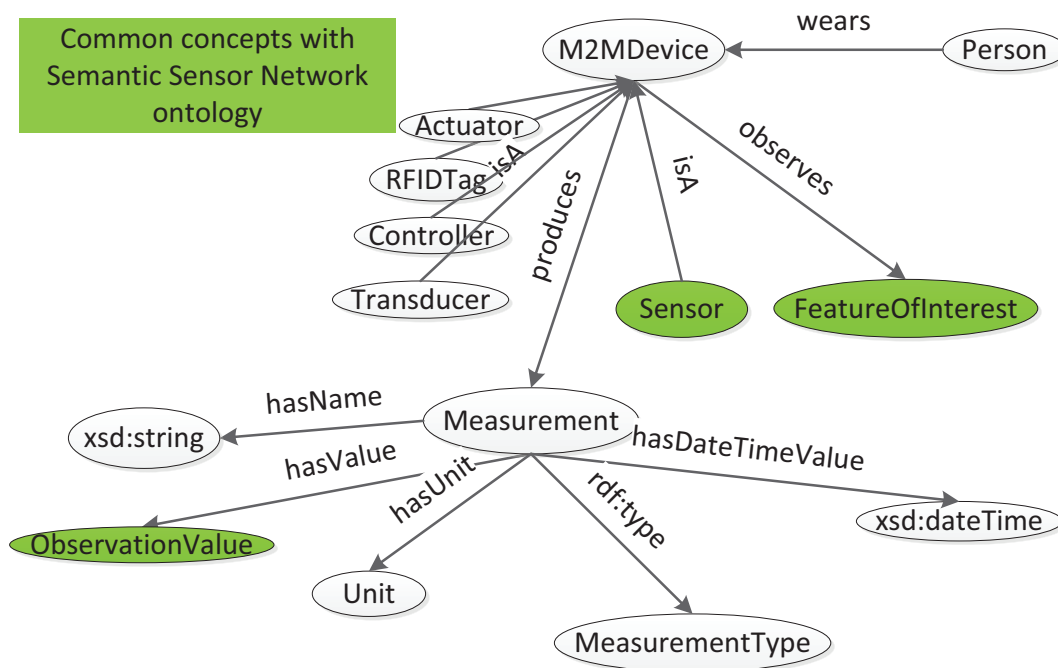 Common concepts with
Semantic Sensor Network
ontology
M2MDevice
wears
Person
Actuator
RFIDTag
isA
Controller
Transducer
produces
isA
observes
Sensor
FeatureOfInterest
hasName
Measurement
xsd:string
hasValue
hasUnit
rdf:type
hasDateTimeValue
xsd:dateTime
ObservationValue
Unit
MeasurementType